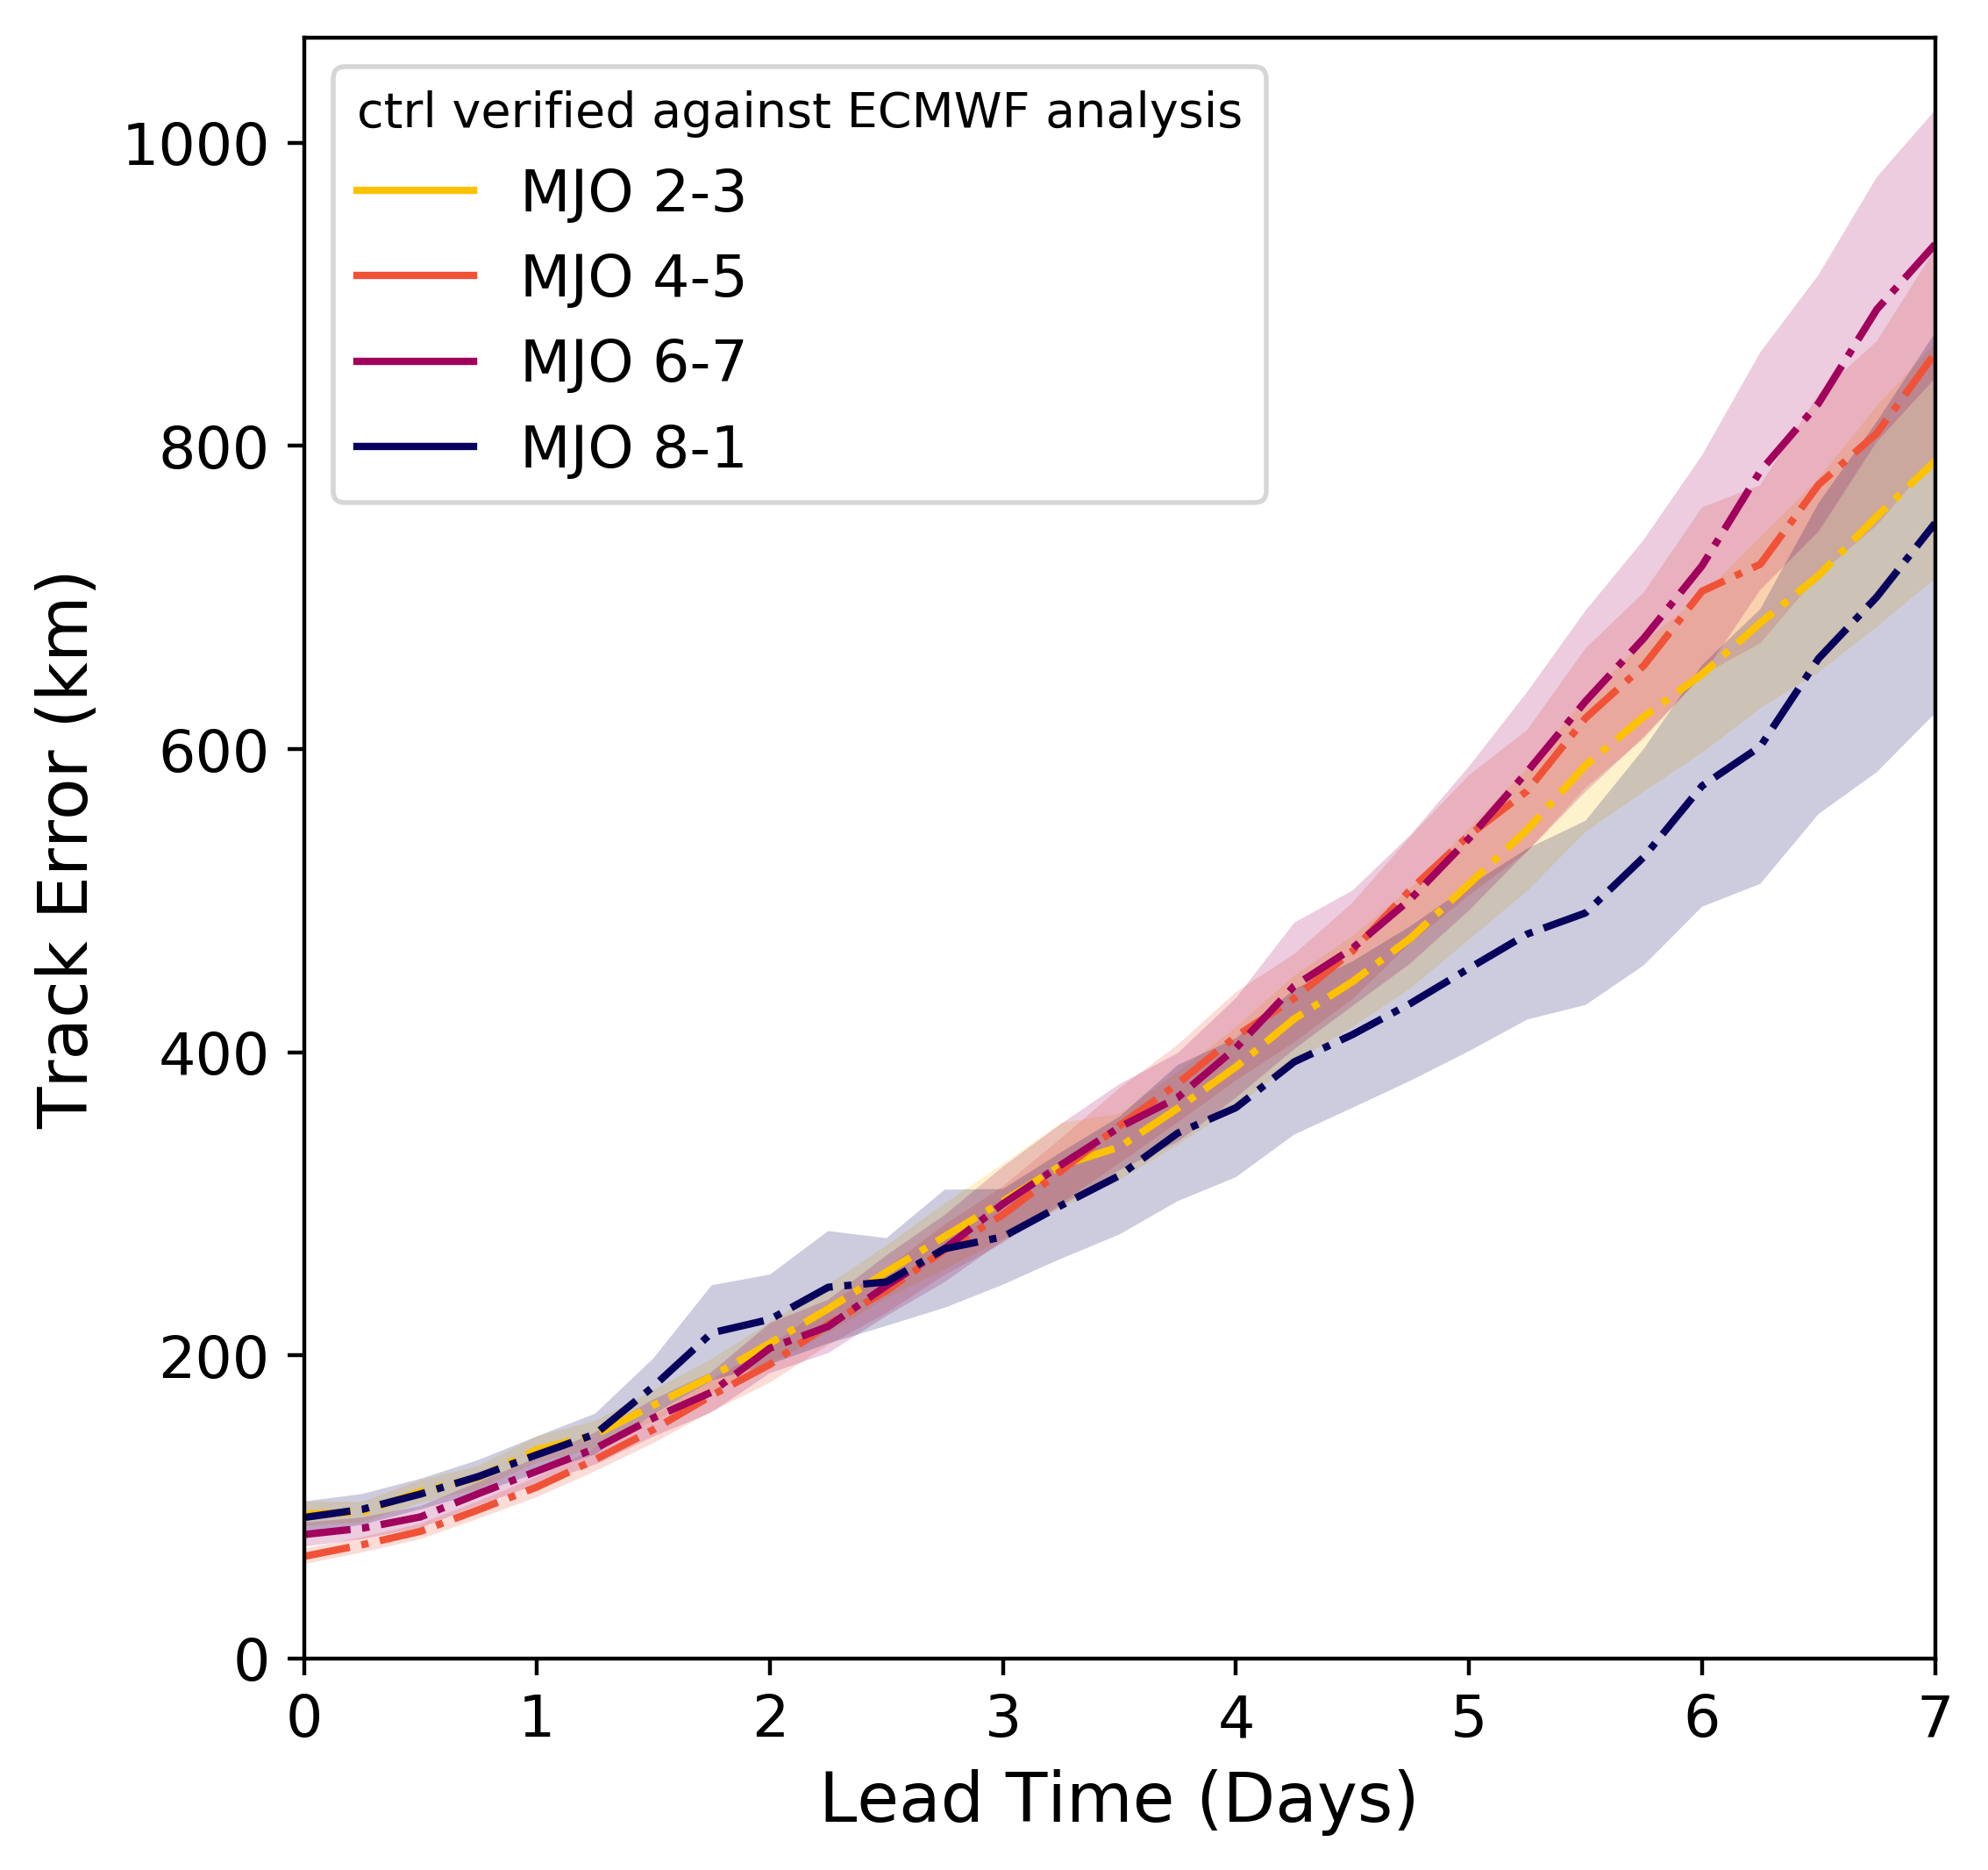 ctrl verified against ECMWF analysis
MJO 2-3
MJO 4-5
MJO 6-7
MJO 8-1
1000
800
600
400
200
0
Track Error (km)
0 1 2 3 4 5 6 7
Lead Time (Days)